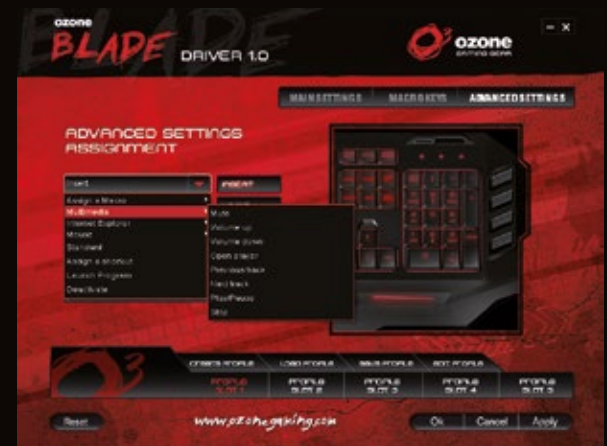 ozone
BLADE DRIVER 1.0
ozone
GAMING GEAR
MAIN SETTINGS MACRO KEYS ADVANCED SETTINGS
ADVANCED SETTINGS
ASSIGNMENT
INSERT
Assign a Macro
Multimedia
Internet Explorer
Mouse
Standard
Assign a shortcut
Launch Program
Deactivate
Mute
Volume up
Volume down
Open player
Previous track
Next track
Play/Pause
Stop
CREATE PROFILE LOAD PROFILE SAVE PROFILE EDIT PROFILE
PROFILE SLOT 1 PROFILE SLOT 2 PROFILE SLOT 3 PROFILE SLOT 4 PROFILE SLOT 5
Reset www.ozonegaming.com Ok Cancel Apply